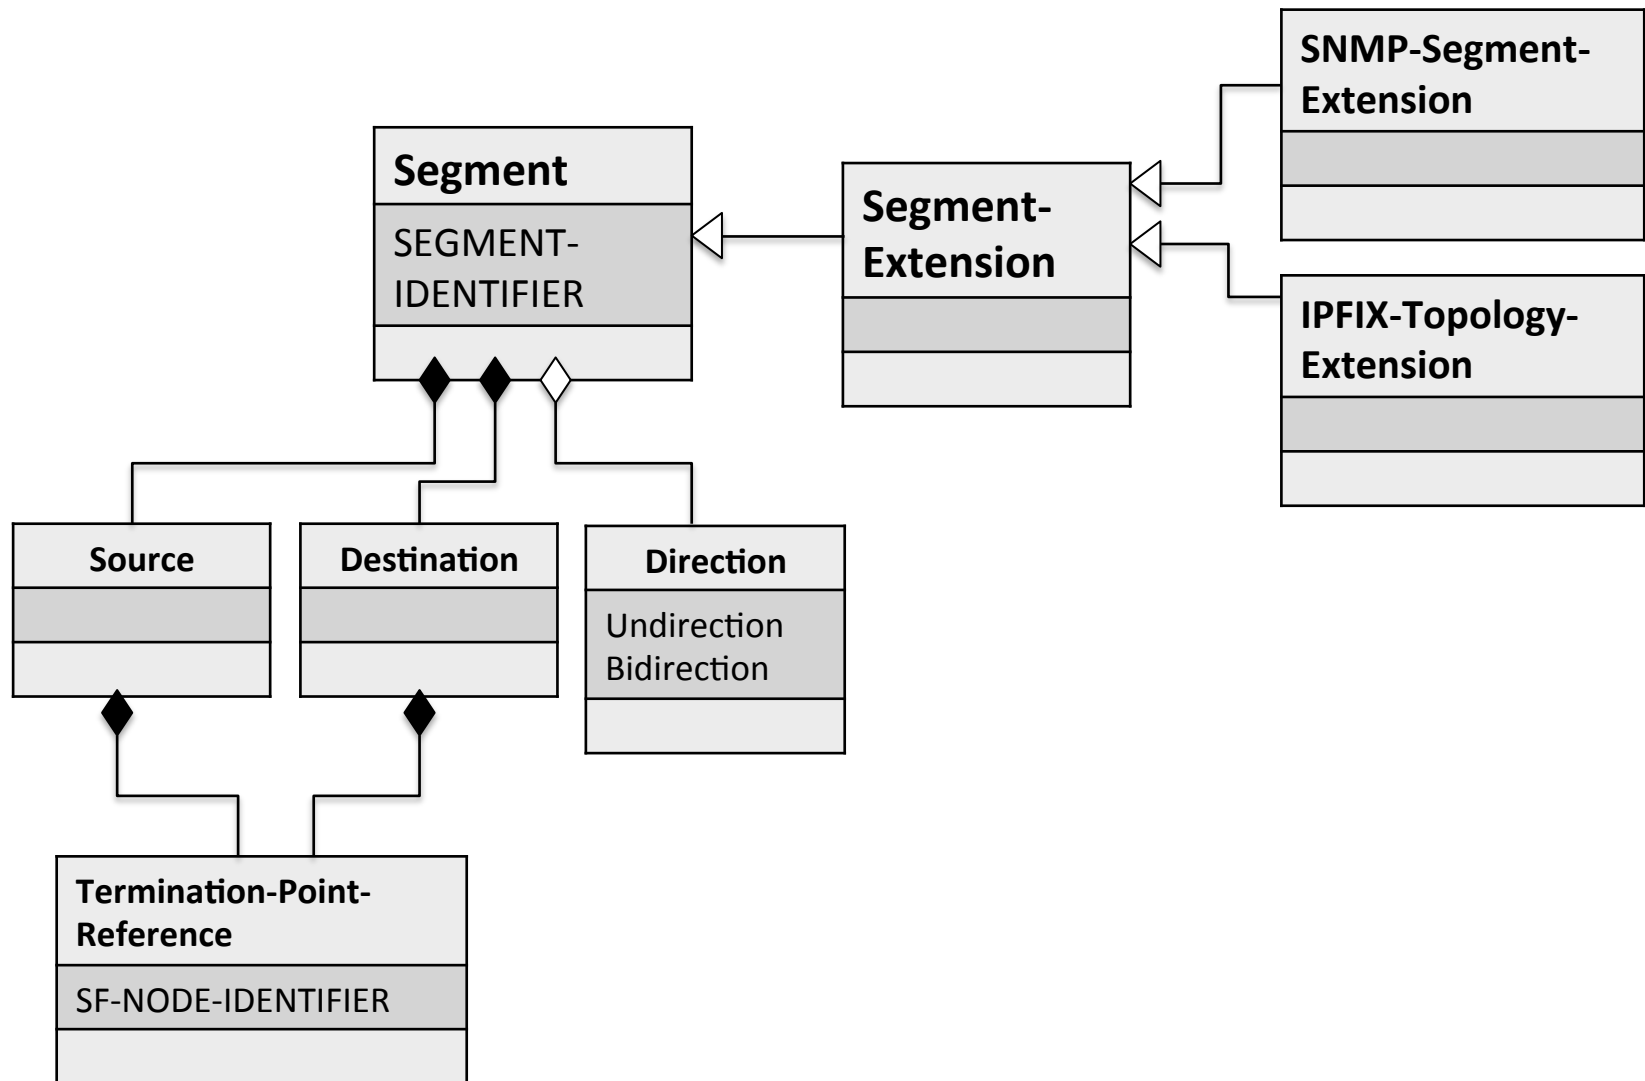 SNMP-Segment-
Extension
Segment
SEGMENT-
IDENTIFIER
Segment-
Extension
IPFIX-Topology-
Extension
Source
Destination
Direction
Undirection
Bidirection
Termination-Point-
Reference
SF-NODE-IDENTIFIER